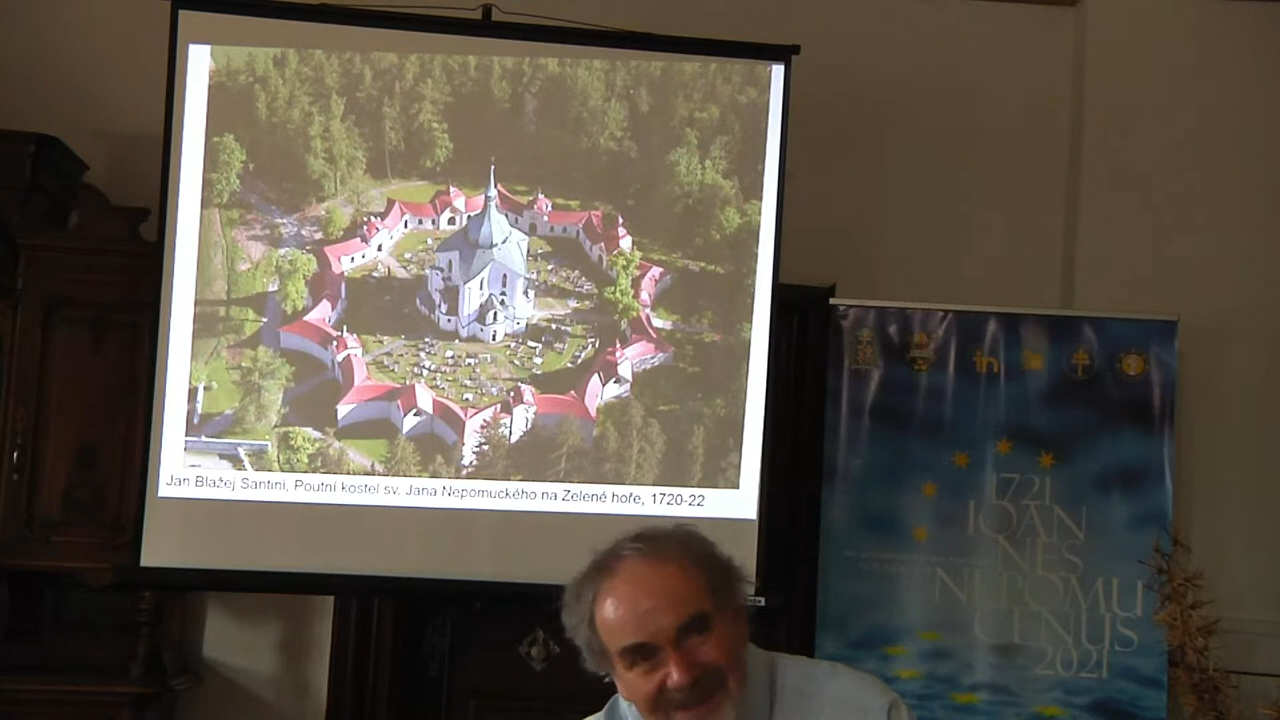 Jan Blažej Santini, Poutní kostel sv. Jana Nepomuckého na Zelené hoře, 1720-22
in
1721
IOAN
NES
NEPOMU
CENUS
2021